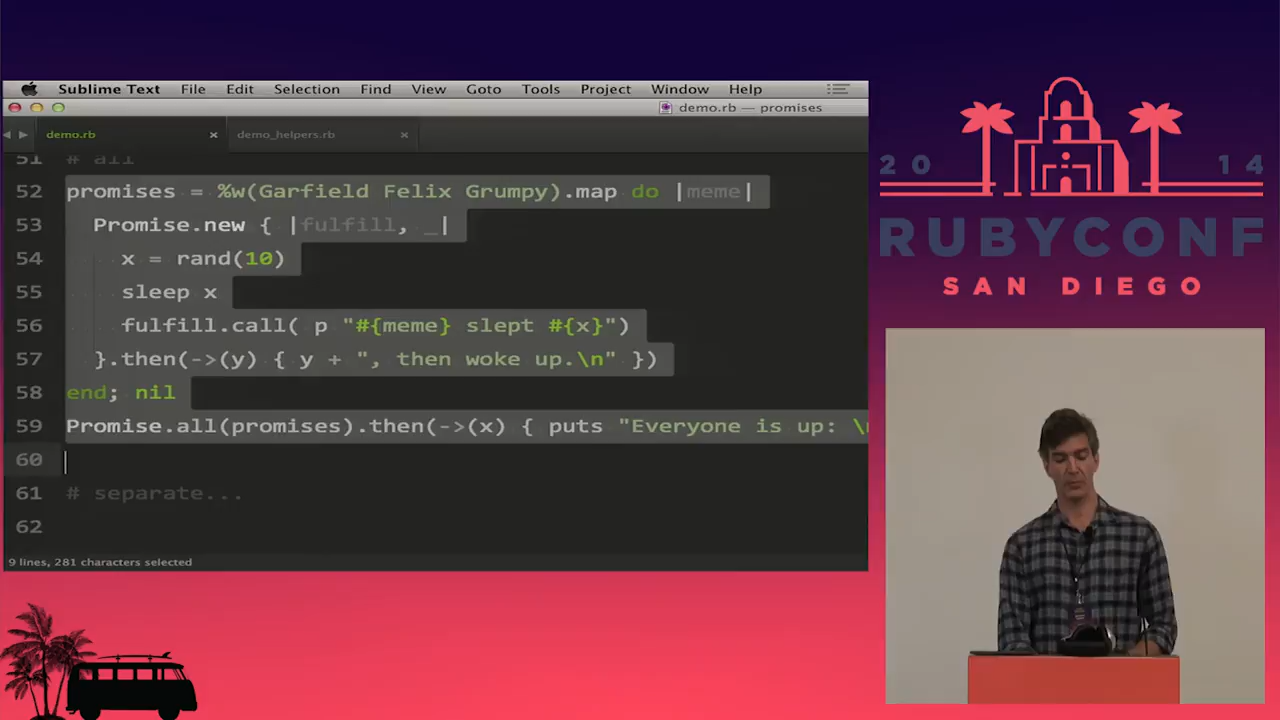 Sublime Text File Edit Selection Find View Goto Tools Project Window Help
demo.rb — promises
demo.rb × demo_helpers.rb ×
51 # all
52 promises = %w(Garfield Felix Grumpy).map do |meme|
53 Promise.new { |fulfill, _|
54 x = rand(10)
55 sleep x
56 fulfill.call( p "#{meme} slept #{x}")
57 }.then(->(y) { y + ", then woke up.\n" })
58 end; nil
59 Promise.all(promises).then(->(x) { puts "Everyone is up: \
60
61 # separate...
62
9 lines, 281 characters selected
2014
RUBYCONF
SAN DIEGO